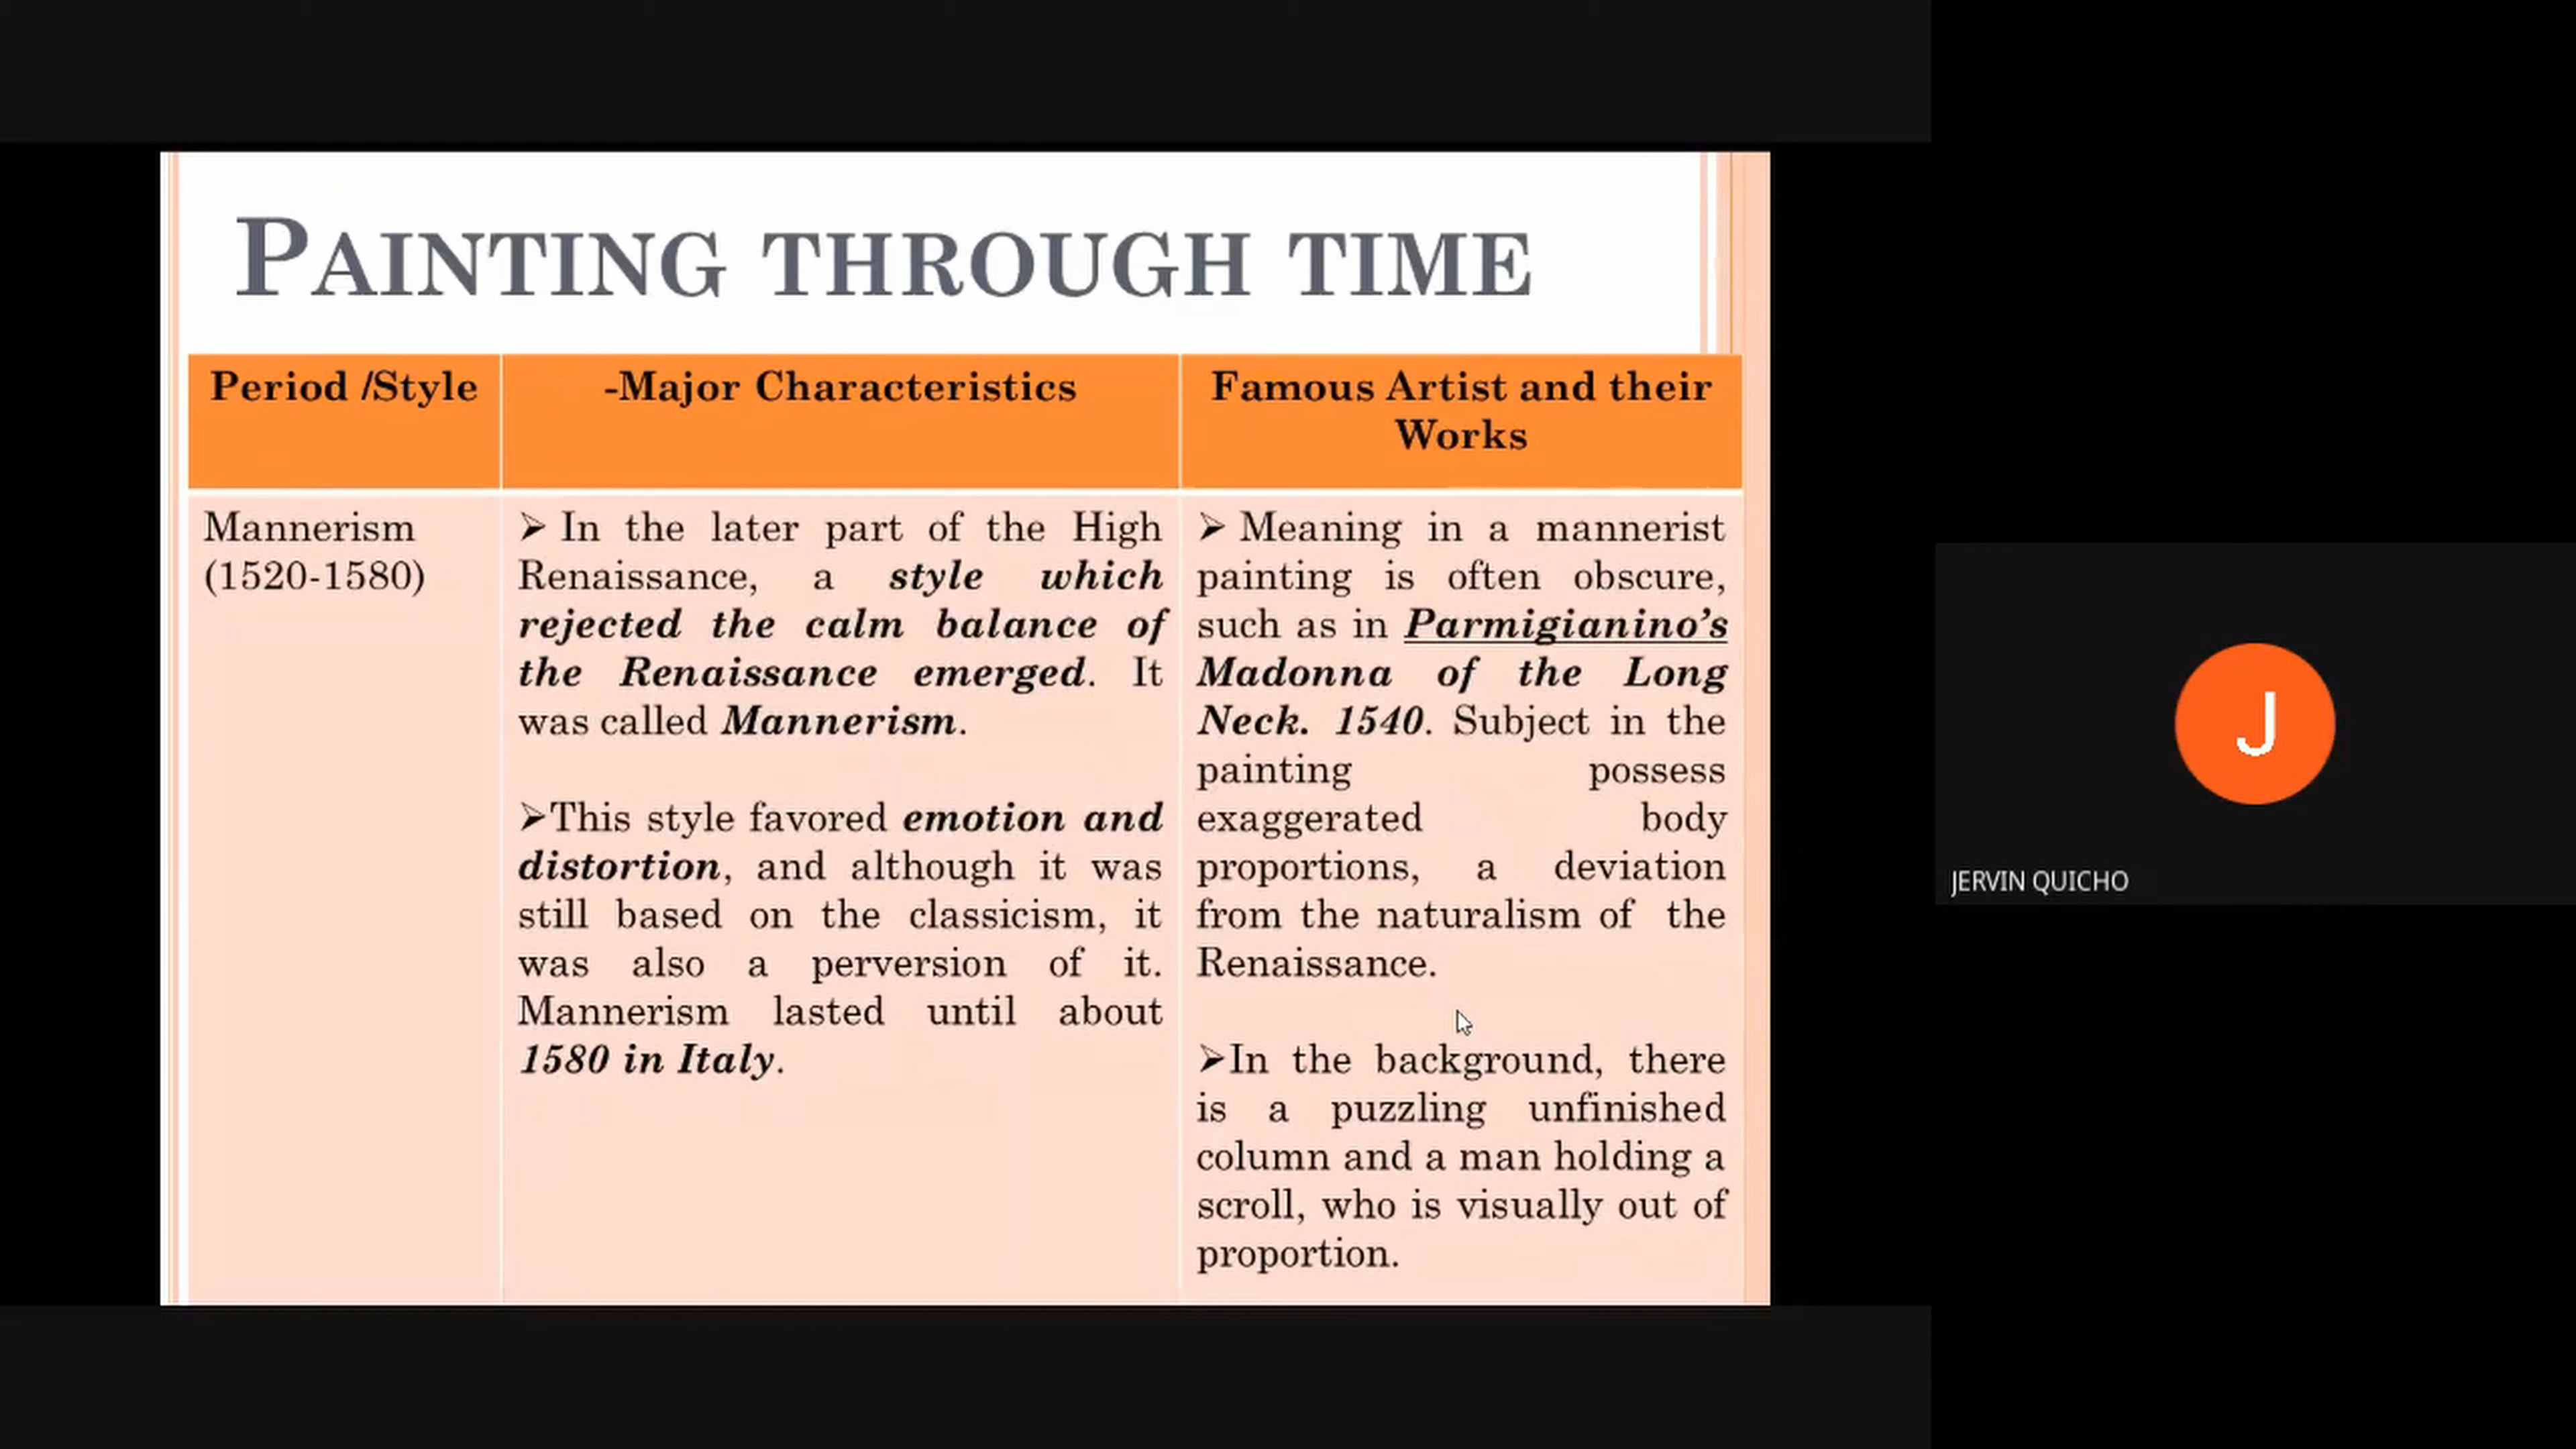 PAINTING THROUGH TIME
Period /Style
-Major Characteristics
Famous Artist and their
Works
Mannerism
(1520-1580)
➢ In the later part of the High
Renaissance, a style which
rejected the calm balance of
the Renaissance emerged. It
was called Mannerism.
➢This style favored emotion and
distortion, and although it was
still based on the classicism, it
was also a perversion of it.
Mannerism lasted until about
1580 in Italy.
➢ Meaning in a mannerist
painting is often obscure,
such as in Parmigianino’s
Madonna of the Long
Neck. 1540. Subject in the
painting possess
exaggerated body
proportions, a deviation
from the naturalism of the
Renaissance.
➢In the background, there
is a puzzling unfinished
column and a man holding a
scroll, who is visually out of
proportion.
J
JERVIN QUICHO